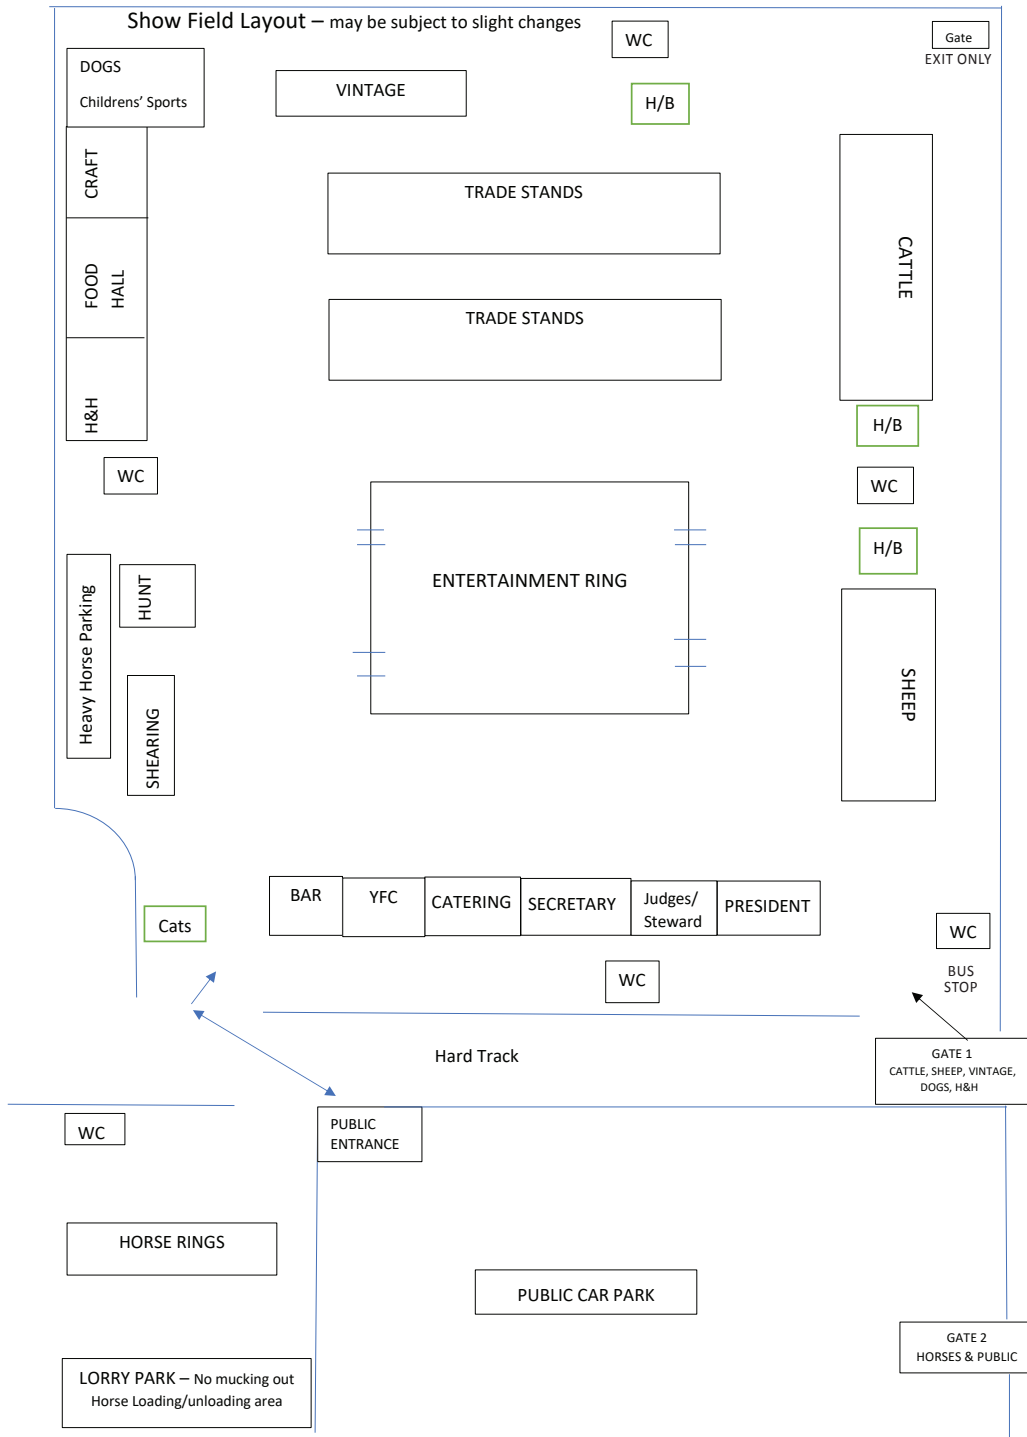 Show Field Layout – may be subject to slight changes
WC
Gate
EXIT ONLY
DOGS
Childrens' Sports
VINTAGE
H/B
CRAFT
TRADE STANDS
CATTLE
FOOD
HALL
TRADE STANDS
H&H
H/B
WC
WC
H/B
ENTERTAINMENT RING
HUNT
Heavy Horse Parking
SHEARING
SHEEP
BAR
YFC
CATERING
SECRETARY
Judges/
Steward
PRESIDENT
Cats
WC
WC
BUS
STOP
Hard Track
GATE 1
CATTLE, SHEEP, VINTAGE,
DOGS, H&H
PUBLIC
ENTRANCE
WC
HORSE RINGS
PUBLIC CAR PARK
GATE 2
HORSES & PUBLIC
LORRY PARK – No mucking out
Horse Loading/unloading area